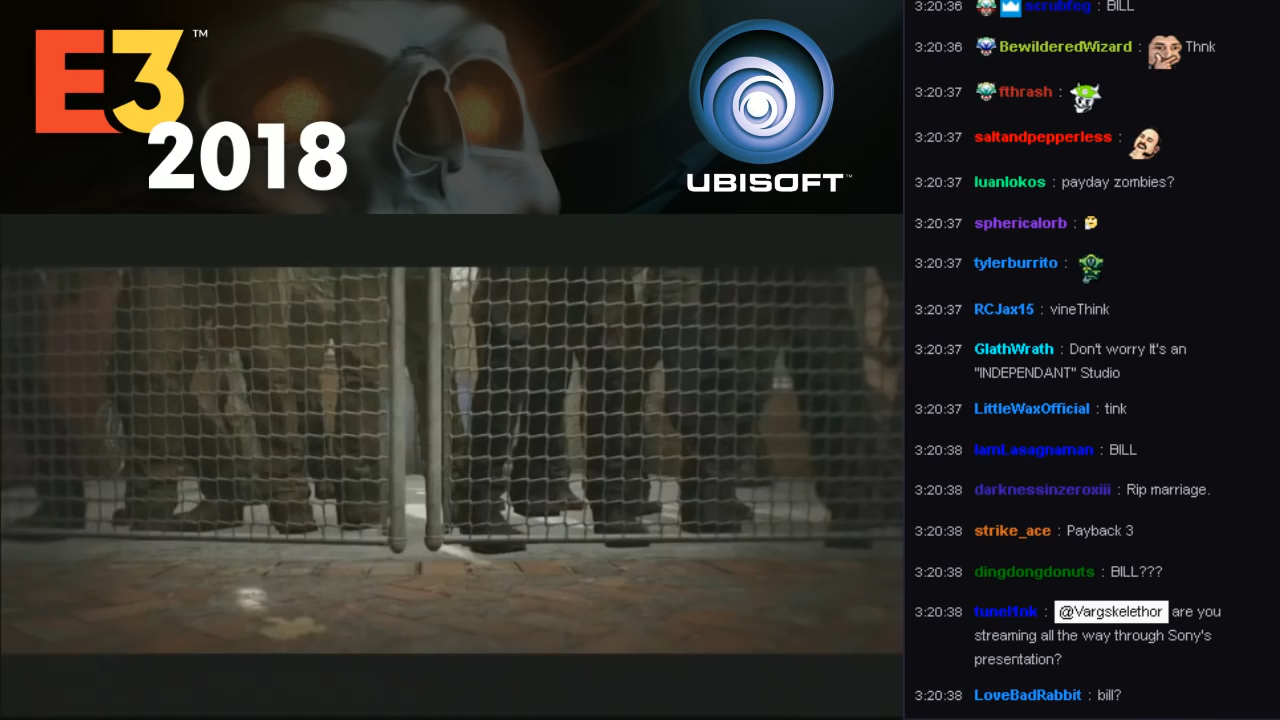 E3™
2018
UBISOFT™
3:20:36 scrubfog : BILL
3:20:36 BewilderedWizard : Thnk
3:20:37 fthrash :
3:20:37 saltandpepperless :
3:20:37 luanlokos : payday zombies?
3:20:37 sphericalorb :
3:20:37 tylerburrito :
3:20:37 RCJax15 : vineThink
3:20:37 GlathWrath : Don't worry It's an
"INDEPENDANT" Studio
3:20:37 LittleWaxOfficial : tink
3:20:38 IamLasagnaman : BILL
3:20:38 darknessinzeroxiii : Rip marriage.
3:20:38 strike_ace : Payback 3
3:20:38 dingdongdonuts : BILL???
3:20:38 tunel1nk : @Vargskelethor are you
streaming all the way through Sony's
presentation?
3:20:38 LoveBadRabbit : bill?